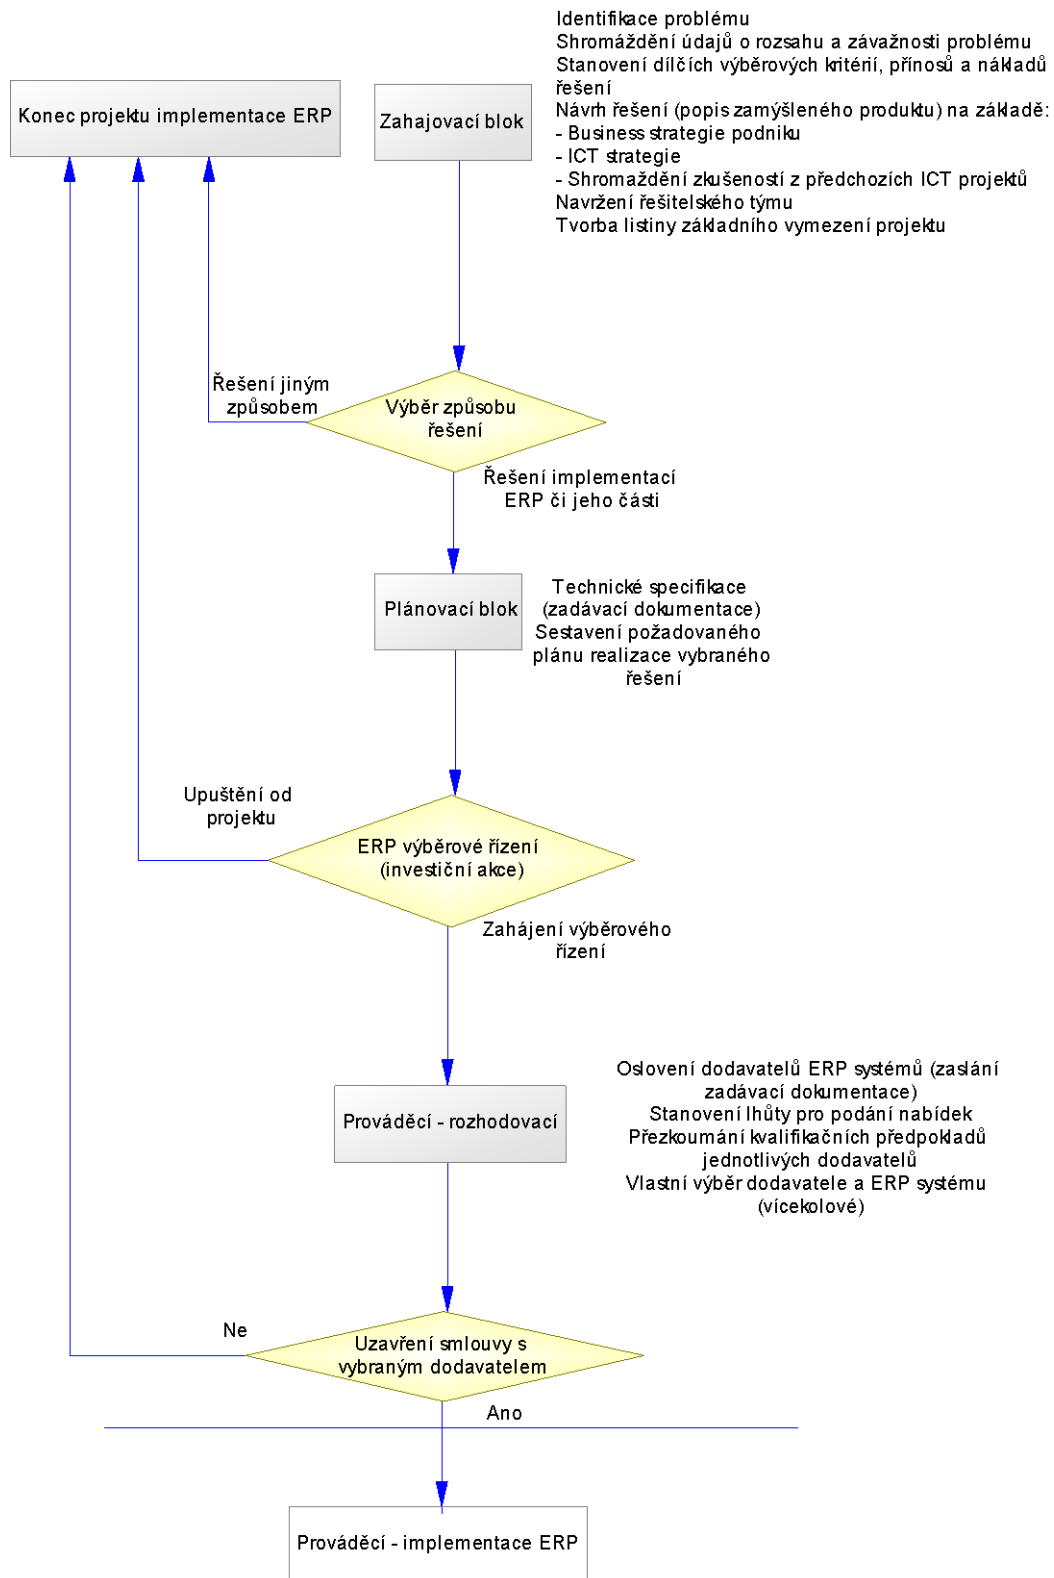 Identifikace problému
Shromáždění údajů o rozsahu a závažnosti problému
Stanovení dílčích výběrových kritérií, přínosů a nákladů
řešení
Návrh řešení (popis zamýšleného produktu) na základě:
- Business strategie podniku
- ICT strategie
- Shromaždění zkušeností z předchozích ICT projektů
Navržení řešitelského týmu
Tvorba listiny základního vymezení projektu
Konec projektu implementace ERP
Zahajovací blok
Řešení jiným
způsobem
Výběr způsobu
řešení
Řešení implementací
ERP či jeho části
Plánovací blok
Technické specifikace
(zadávací dokumentace)
Sestavení požadovaného
plánu realizace vybraného
řešení
Upuštění od
projektu
ERP výběrové řízení
(investiční akce)
Zahájení výběrového
řízení
Prováděcí - rozhodovací
Oslovení dodavatelů ERP systémů (zaslání
zadávací dokumentace)
Stanovení lhůty pro podání nabídek
Přezkoumání kvalifikačních předpokladů
jednotlivých dodavatelů
Vlastní výběr dodavatele a ERP systému
(vícekolové)
Ne
Uzavření smlouvy s
vybraným dodavatelem
Ano
Prováděcí - implementace ERP